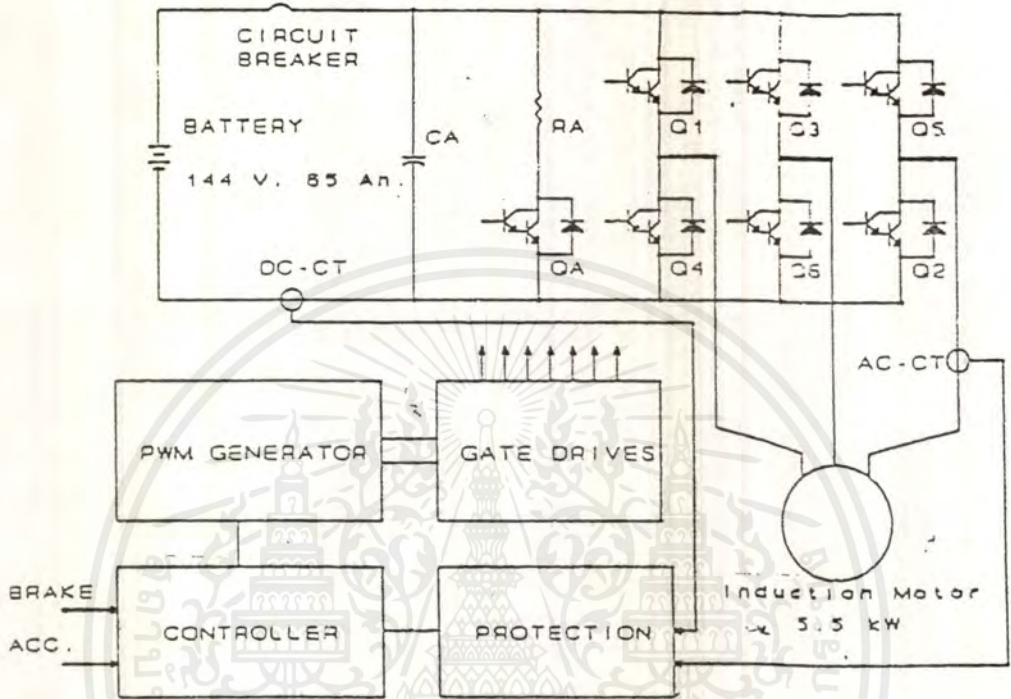 CIRCUIT
BREAKER
BATTERY
144 V. 65 An.
CA
RA
Q1
Q3
Q5
QA
Q4
Q6
Q2
DC-CT
AC-CT
PWM GENERATOR
GATE DRIVES
BRAKE
ACC.
CONTROLLER
PROTECTION
Induction Motor
5.5 kW